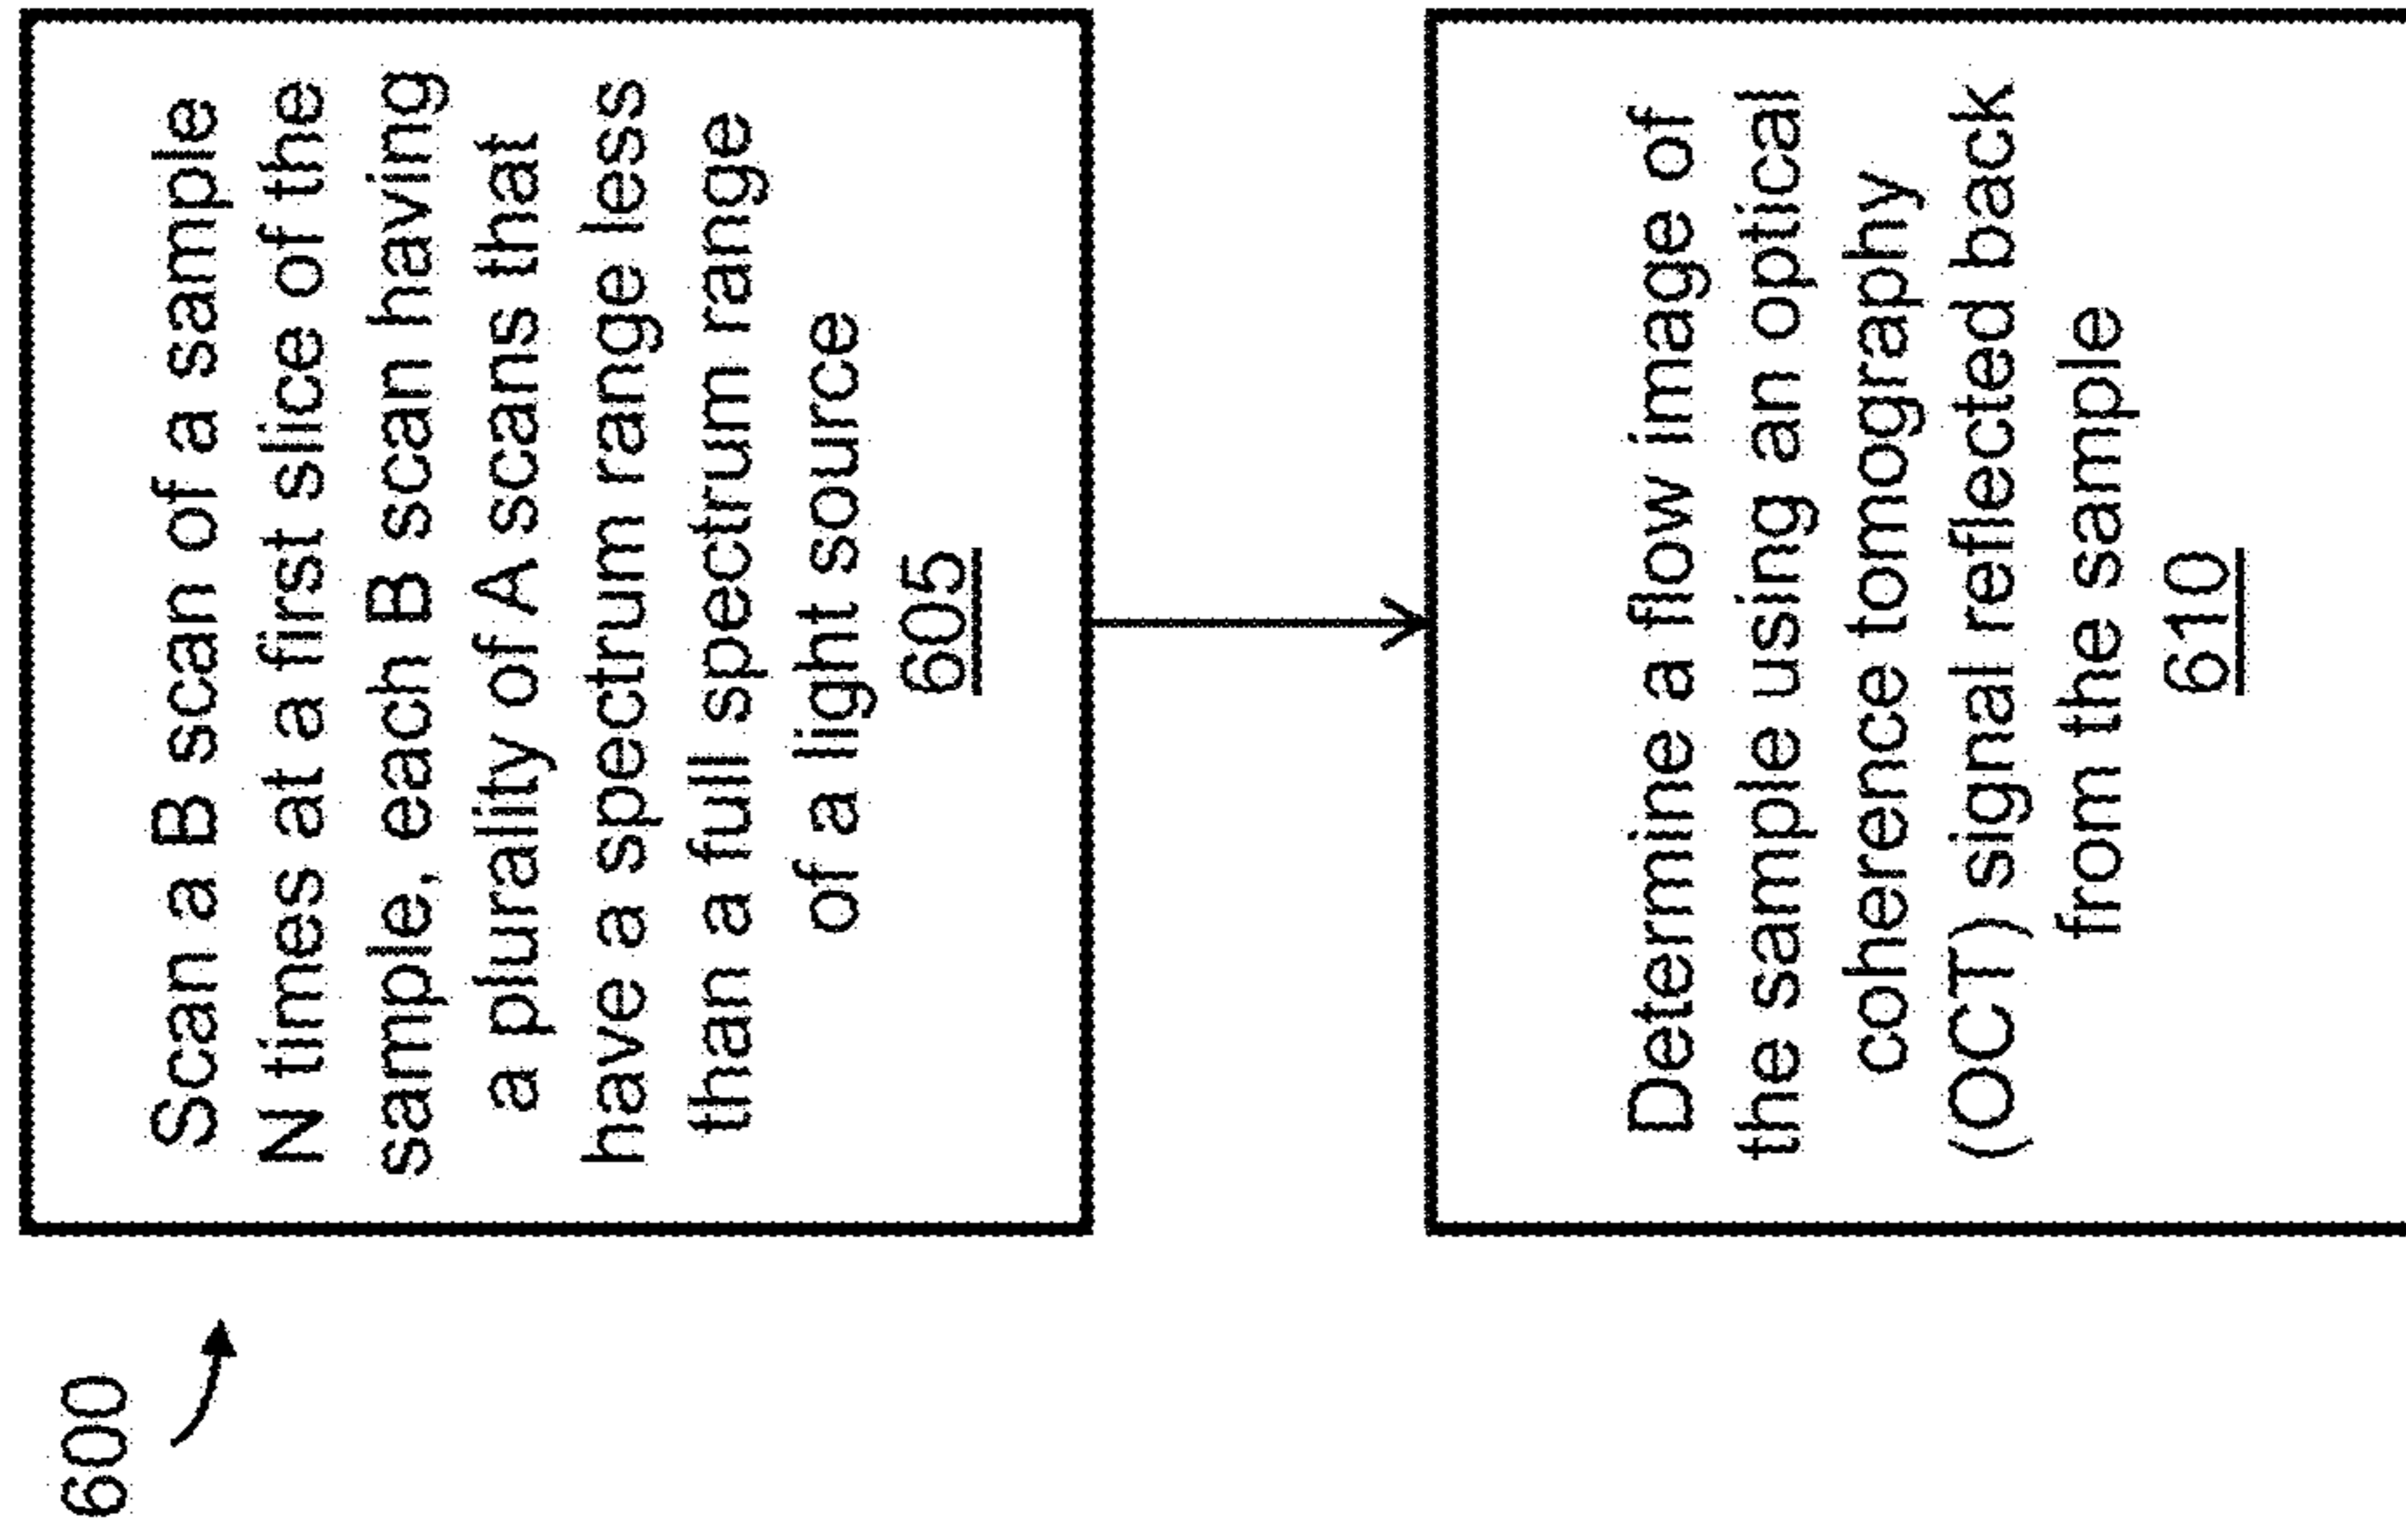 600
Scan a B scan of a sample
N times at a first slice of the
sample, each B scan having
a plurality of A scans that
have a spectrum range less
than a full spectrum range
of a light source
605
Determine a flow image of
the sample using an optical
coherence tomography
(OCT) signal reflected back
from the sample
610